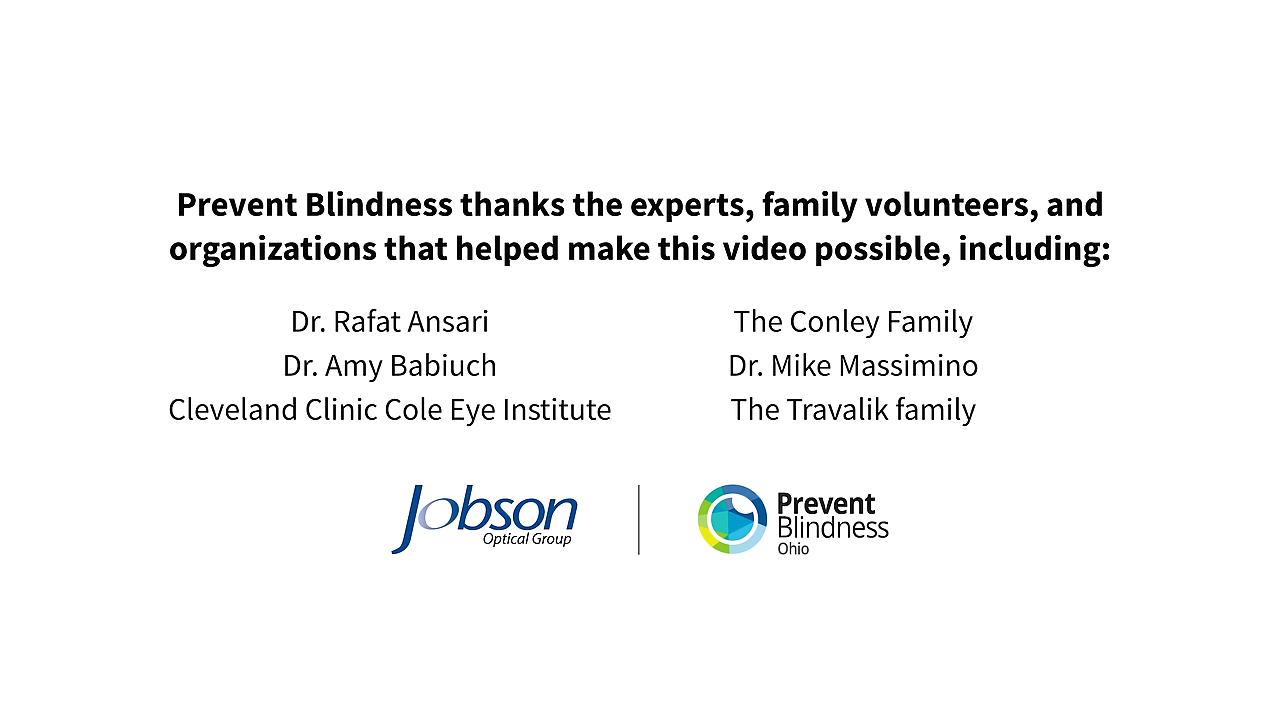 Prevent Blindness thanks the experts, family volunteers, and
organizations that helped make this video possible, including:
Dr. Rafat Ansari
Dr. Amy Babiuch
Cleveland Clinic Cole Eye Institute
The Conley Family
Dr. Mike Massimino
The Travalik family
Jobson
Optical Group
Prevent
Blindness
Ohio